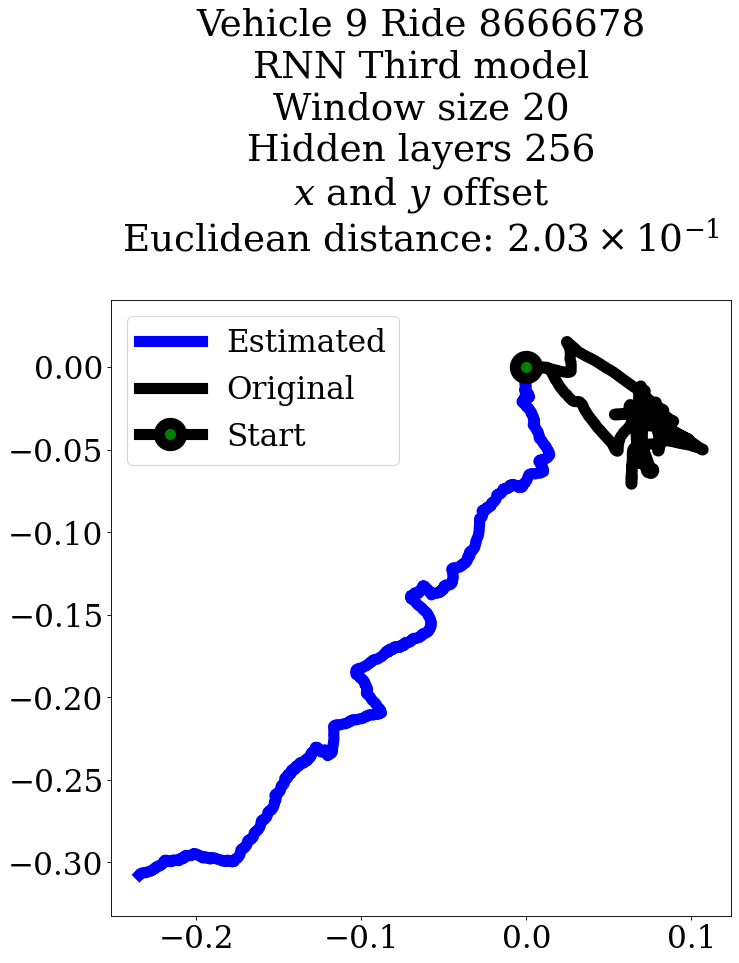 Vehicle 9 Ride 8666678
RNN Third model
Window size 20
Hidden layers 256
x and y offset
Euclidean distance: 2.03 × 10⁻¹
Estimated
Original
Start
0.00
−0.05
−0.10
−0.15
−0.20
−0.25
−0.30
−0.2 −0.1 0.0 0.1